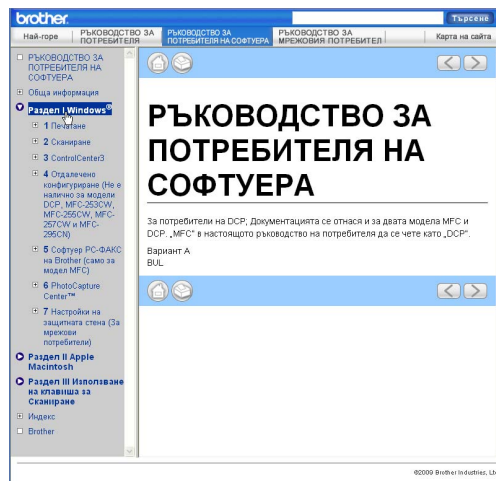 brother.
Търсене
Най-горе
РЪКОВОДСТВО ЗА
ПОТРЕБИТЕЛЯ
РЪКОВОДСТВО ЗА
ПОТРЕБИТЕЛЯ НА СОФТУЕРА
РЪКОВОДСТВО ЗА
МРЕЖОВИЯ ПОТРЕБИТЕЛ
Карта на сайта
РЪКОВОДСТВО ЗА
ПОТРЕБИТЕЛЯ НА
СОФТУЕРА
Обща информация
Раздел I Windows®
1 Печатане
2 Сканиране
3 ControlCenter3
4 Отдалечено
конфигуриране (Не е
налично за модели
DCP, MFC-253CW,
MFC-255CW, MFC-
257CW и MFC-
295CN)
5 Софтуер PC-ФАКС
на Brother (само за
модел MFC)
6 PhotoCapture
Center™
7 Настройки на
защитната стена (За
мрежови
потребители)
Раздел II Apple
Macintosh
Раздел III Използване
на клавиша за
Сканиране
Индекс
Brother
РЪКОВОДСТВО ЗА
ПОТРЕБИТЕЛЯ НА
СОФТУЕРА
За потребители на DCP; Документацията се отнася и за двата модела MFC и
DCP. „MFC" в настоящото ръководство на потребителя да се чете като „DCP".
Вариант A
BUL
©2009 Brother Industries, Lt